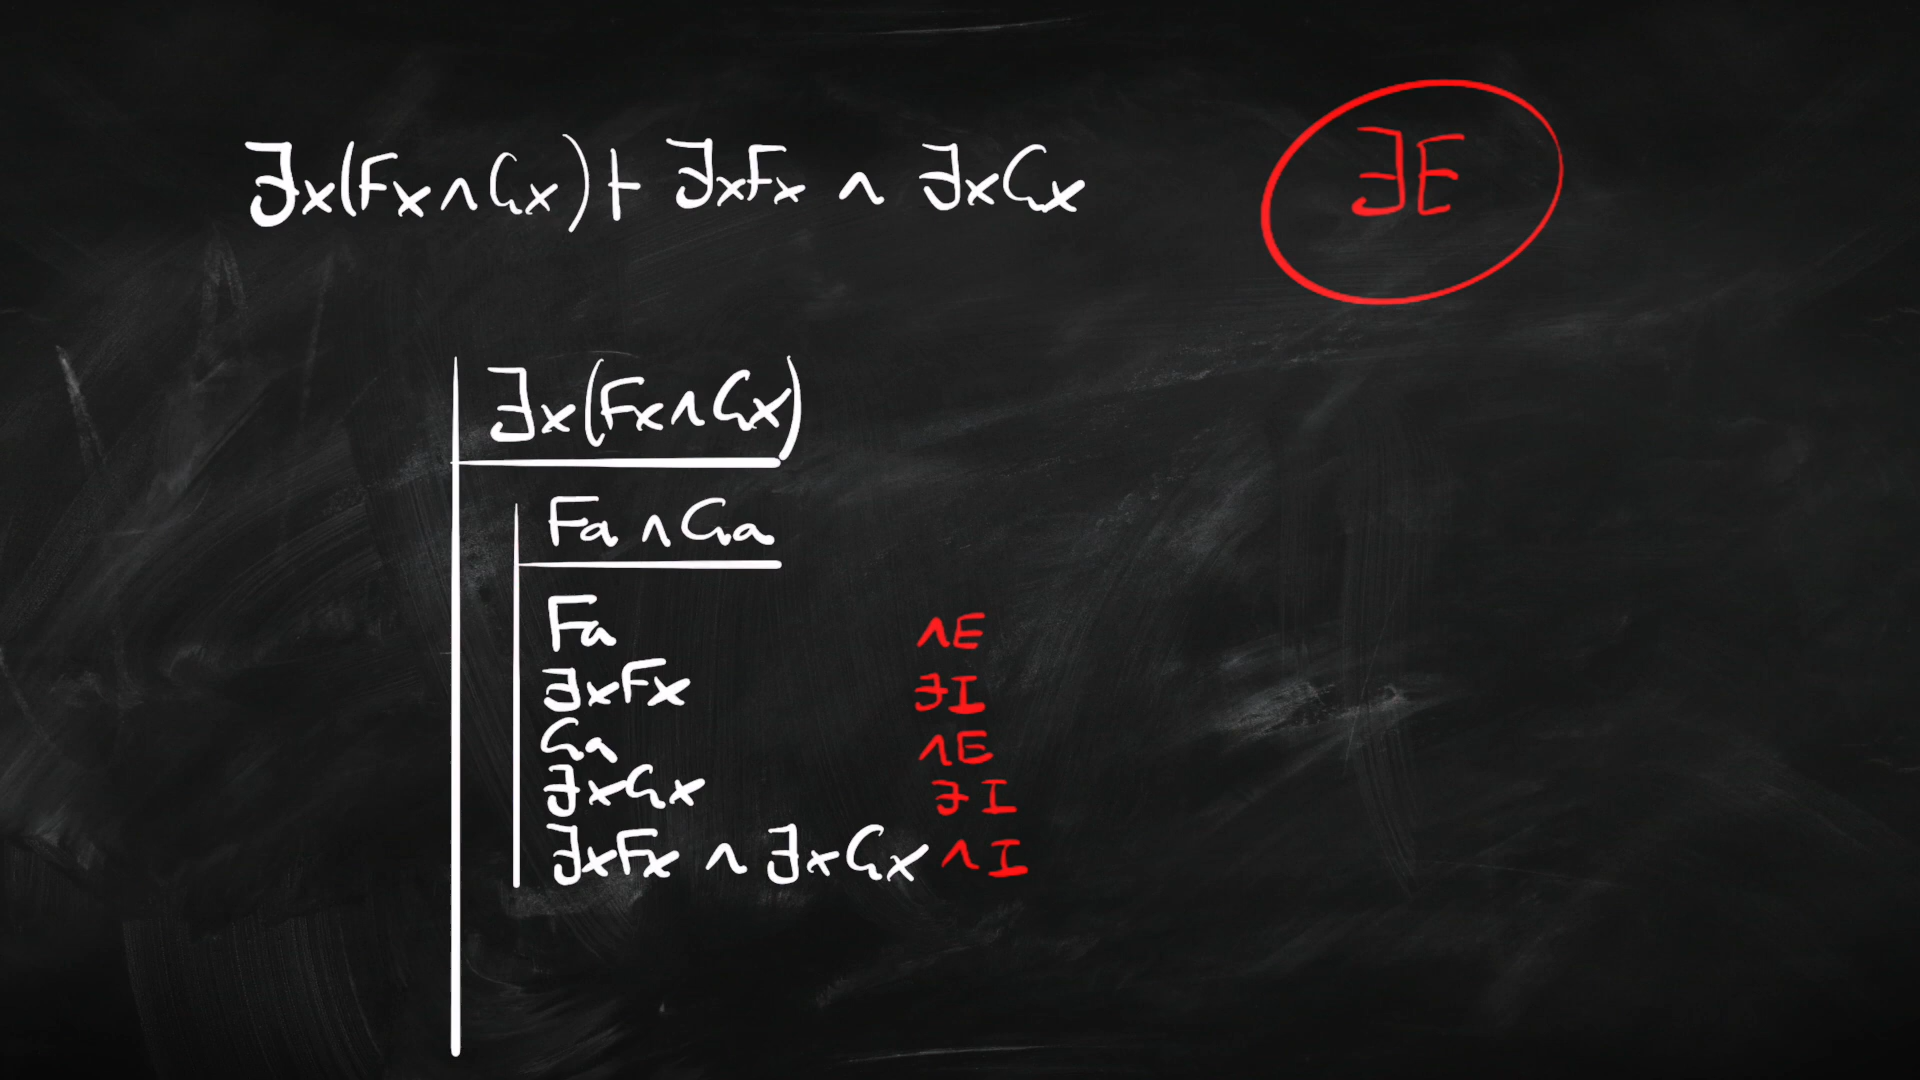 ∃x(Fx∧Gx)⊢ ∃xFx ∧ ∃xGx
∃E
∃x(Fx∧Gx)
Fa ∧ Ga
Fa ∧E
∃xFx ∃I
Ga ∧E
∃xGx ∃I
∃xFx ∧ ∃xGx ∧I